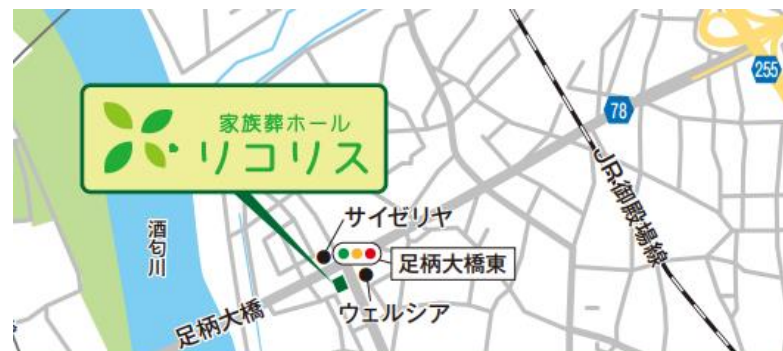 255
78
家族葬ホール
リコリス
JR御殿場線
サイゼリヤ
酒匂川
足柄大橋東
足柄大橋
ウェルシア